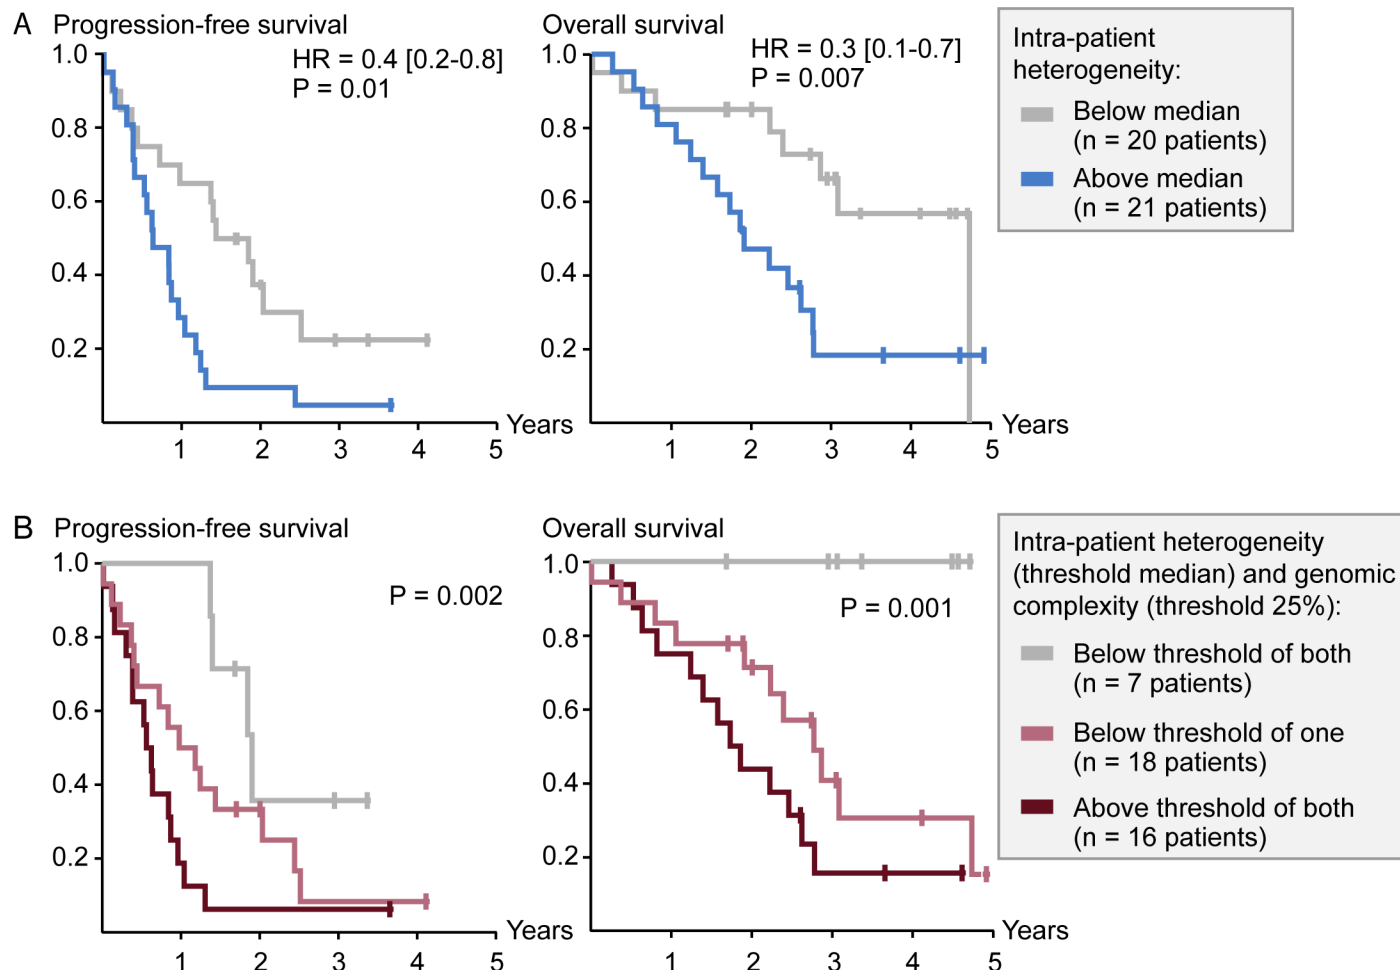 A
Progression-free survival
HR = 0.4 [0.2-0.8]
P = 0.01
1.0
0.8
0.6
0.4
0.2
1
2
3
4
5
Years
Overall survival
HR = 0.3 [0.1-0.7]
P = 0.007
1.0
0.8
0.6
0.4
0.2
1
2
3
4
5
Years
Intra-patient
heterogeneity:
Below median
(n = 20 patients)
Above median
(n = 21 patients)
B
Progression-free survival
P = 0.002
1.0
0.8
0.6
0.4
0.2
1
2
3
4
5
Years
Overall survival
P = 0.001
1.0
0.8
0.6
0.4
0.2
1
2
3
4
5
Years
Intra-patient heterogeneity
(threshold median) and genomic
complexity (threshold 25%):
Below threshold of both
(n = 7 patients)
Below threshold of one
(n = 18 patients)
Above threshold of both
(n = 16 patients)